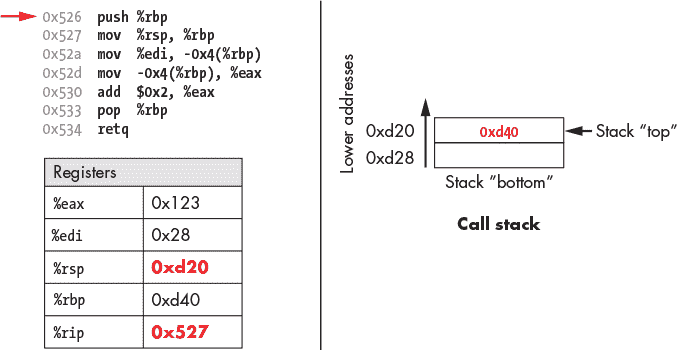 0x526 push %rbp
0x527 mov %rsp, %rbp
0x52a mov %edi, -0x4(%rbp)
0x52d mov -0x4(%rbp), %eax
0x530 add $0x2, %eax
0x533 pop %rbp
0x534 retq
Registers
%eax 0x123
%edi 0x28
%rsp 0xd20
%rbp 0xd40
%rip 0x527
Lower addresses
0xd20 0xd40 Stack "top"
0xd28
Stack "bottom"
Call stack